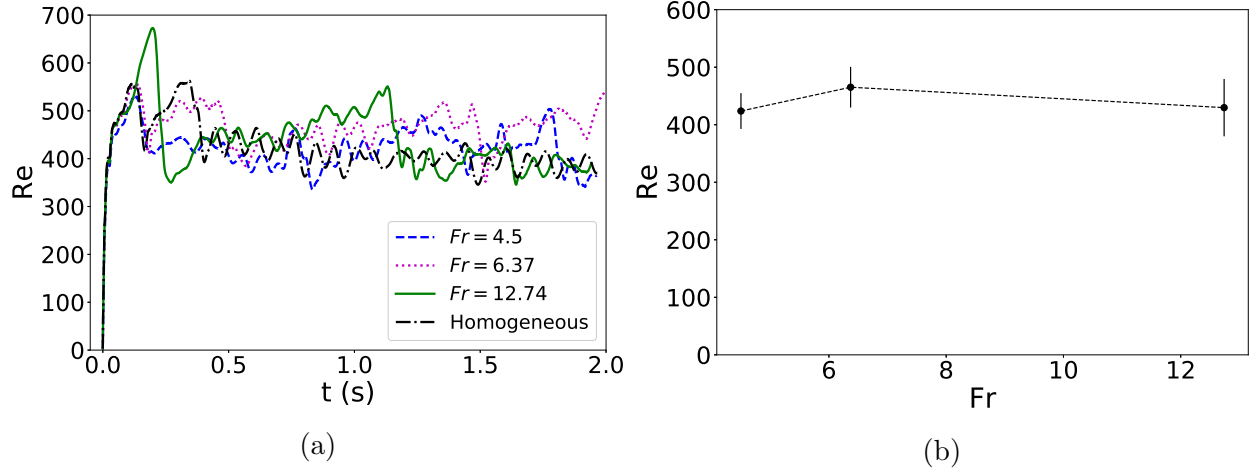 700
600
500
400
300
200
100
0
Re
0.0 0.5 1.0 1.5 2.0
t (s)
Fr = 4.5
Fr = 6.37
Fr = 12.74
Homogeneous
(a)
600
500
400
300
200
100
0
Re
6 8 10 12
Fr
(b)